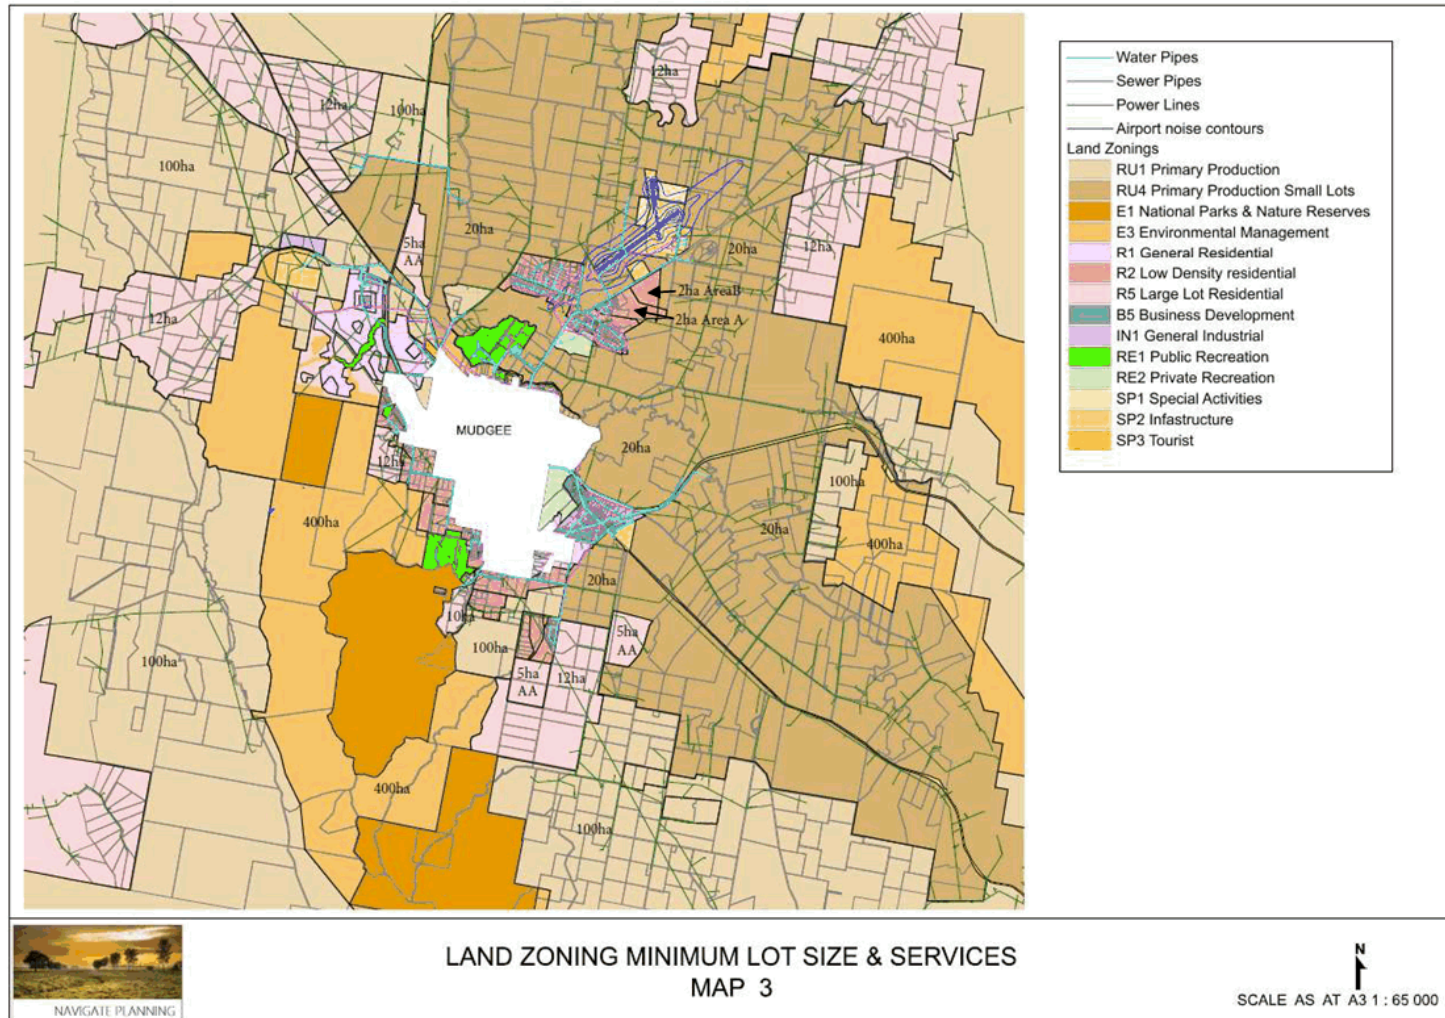 12ha
12ha
100ha
100ha
20ha
5ha
AA
20ha
12ha
2ha AreaB
2ha Area A
12ha
400ha
MUDGEE
20ha
12ha
100ha
400ha
20ha
400ha
20ha
10ha
5ha
AA
100ha
100ha
5ha
AA
12ha
400ha
100ha
Water Pipes
Sewer Pipes
Power Lines
Airport noise contours
Land Zonings
RU1 Primary Production
RU4 Primary Production Small Lots
E1 National Parks & Nature Reserves
E3 Environmental Management
R1 General Residential
R2 Low Density residential
R5 Large Lot Residential
B5 Business Development
IN1 General Industrial
RE1 Public Recreation
RE2 Private Recreation
SP1 Special Activities
SP2 Infastructure
SP3 Tourist
NAVIGATE PLANNING
LAND ZONING MINIMUM LOT SIZE & SERVICES
MAP 3
N
SCALE AS AT A3 1 : 65 000